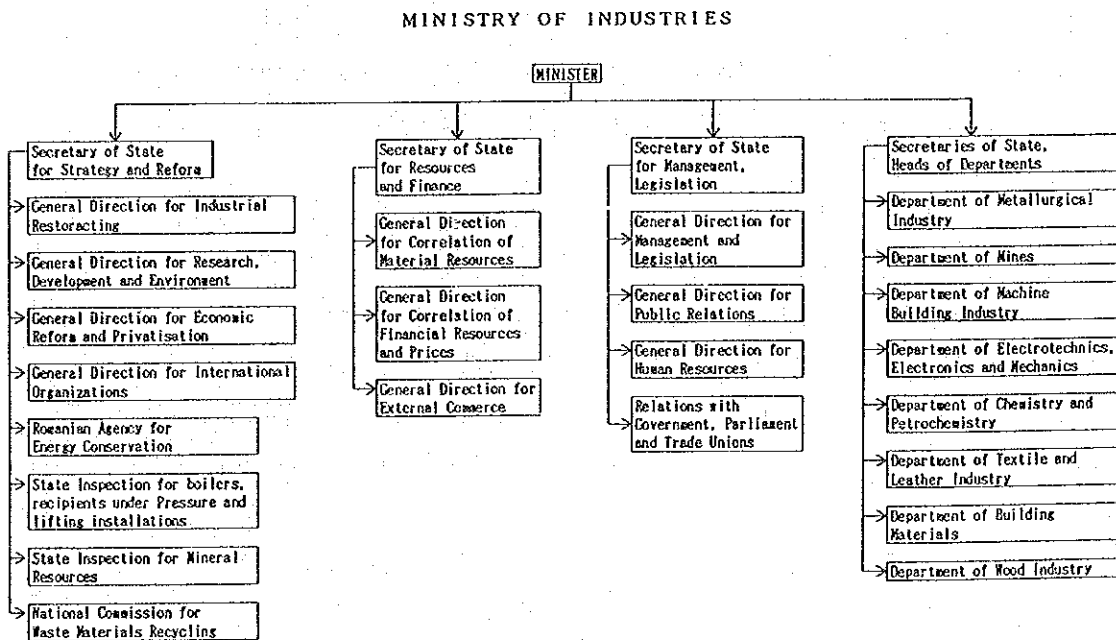 MINISTRY OF INDUSTRIES
MINISTER
Secretary of State
for Strategy and Reform
General Direction for Industrial
Restoracting
General Direction for Research,
Development and Environment
General Direction for Economic
Reform and Privatisation
General Direction for International
Organizations
Romanian Agency for
Energy Conservation
State Inspection for boilers,
recipients under Pressure and
lifting installations
State Inspection for Mineral
Resources
National Commission for
Waste Materials Recycling
Secretary of State
for Resources
and Finance
General Direction
for Correlation of
Material Resources
General Direction
for Correlation of
Financial Resources
and Prices
General Direction for
External Commerce
Secretary of State
for Management,
Legislation
General Direction for
Management and
Legislation
General Direction for
Public Relations
General Direction for
Human Resources
Relations with
Government, Parliament
and Trade Unions
Secretaries of State,
Heads of Departments
Department of Metallurgical
Industry
Department of Mines
Department of Machine
Building Industry
Department of Electrotechnics,
Electronics and Mechanics
Department of Chemistry and
Petrochemistry
Department of Textile and
Leather Industry
Department of Building
Materials
Department of Wood Industry